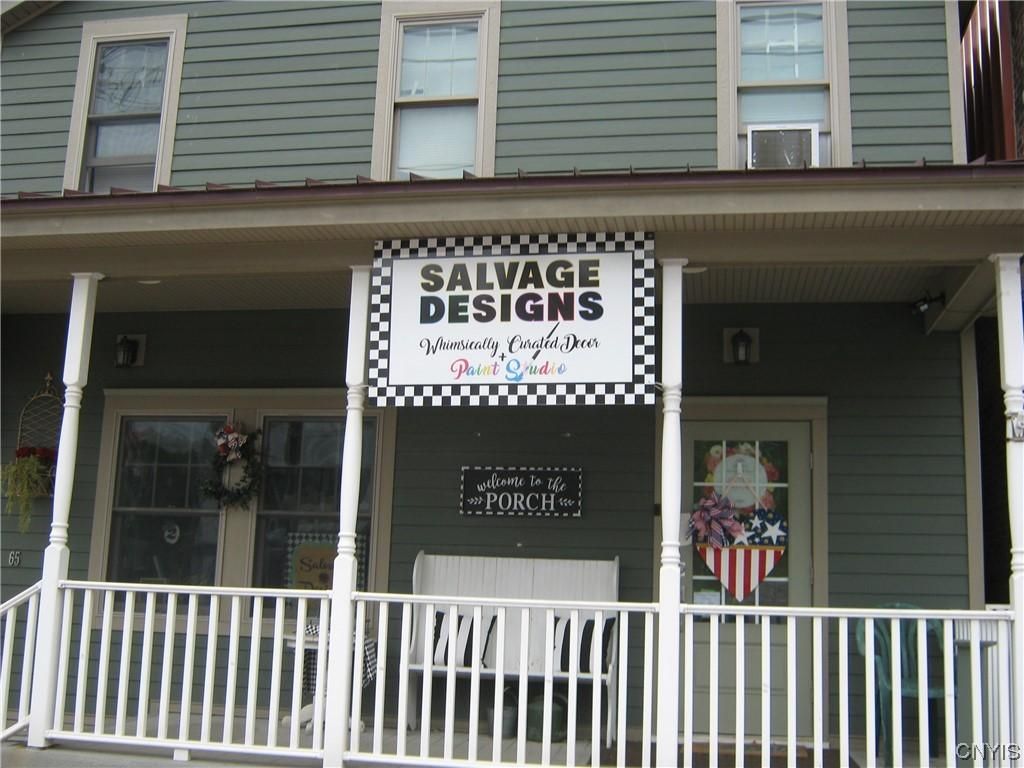 SALVAGE
DESIGNS
Whimsically Curated Decor
+
Paint Studio
welcome to the
PORCH
65
CNYIS